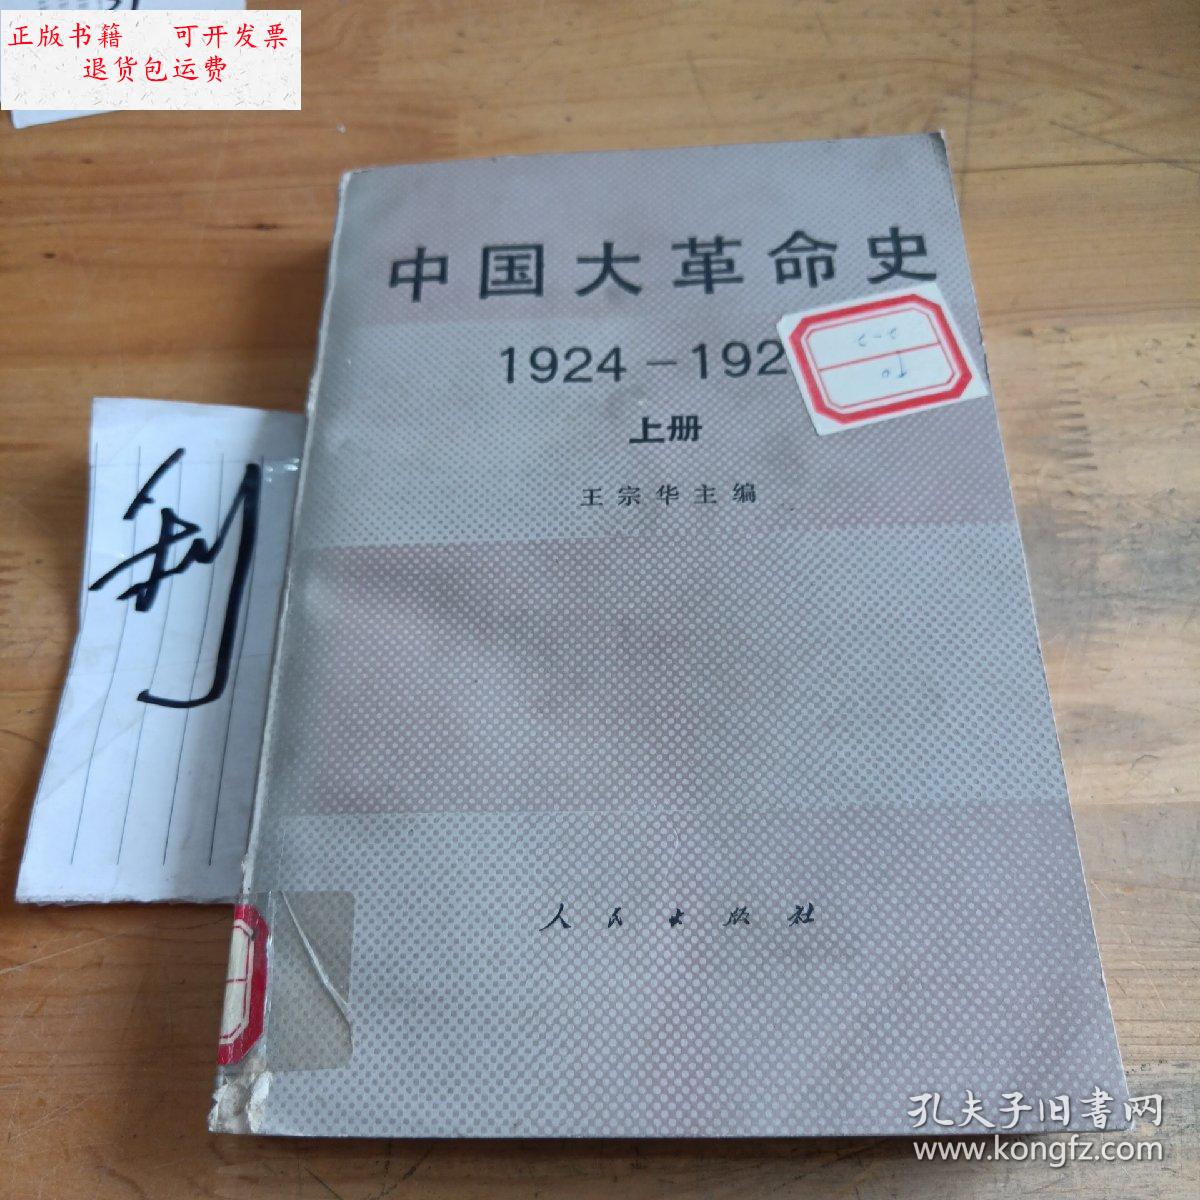 正版书籍 可开发票
退货包运费
中国大革命史
1924－192
上册
王宗华主编
利
人民出版社
孔夫子旧书网
www.kongfz.com